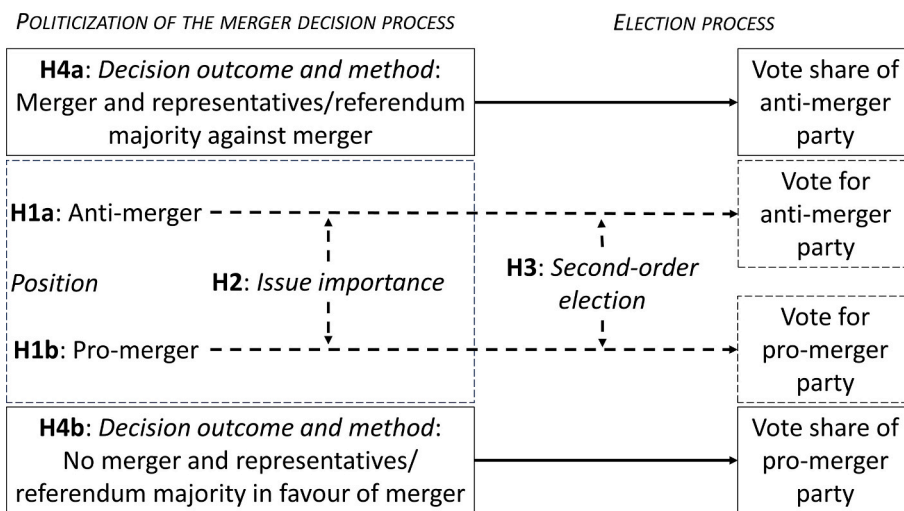 POLITICIZATION OF THE MERGER DECISION PROCESS
ELECTION PROCESS
H4a: Decision outcome and method:
Merger and representatives/referendum
majority against merger
Vote share of
anti-merger
party
H1a: Anti-merger
Vote for
anti-merger
party
Position
H2: Issue importance
H3: Second-order
election
H1b: Pro-merger
Vote for
pro-merger
party
H4b: Decision outcome and method:
No merger and representatives/
referendum majority in favour of merger
Vote share of
pro-merger
party